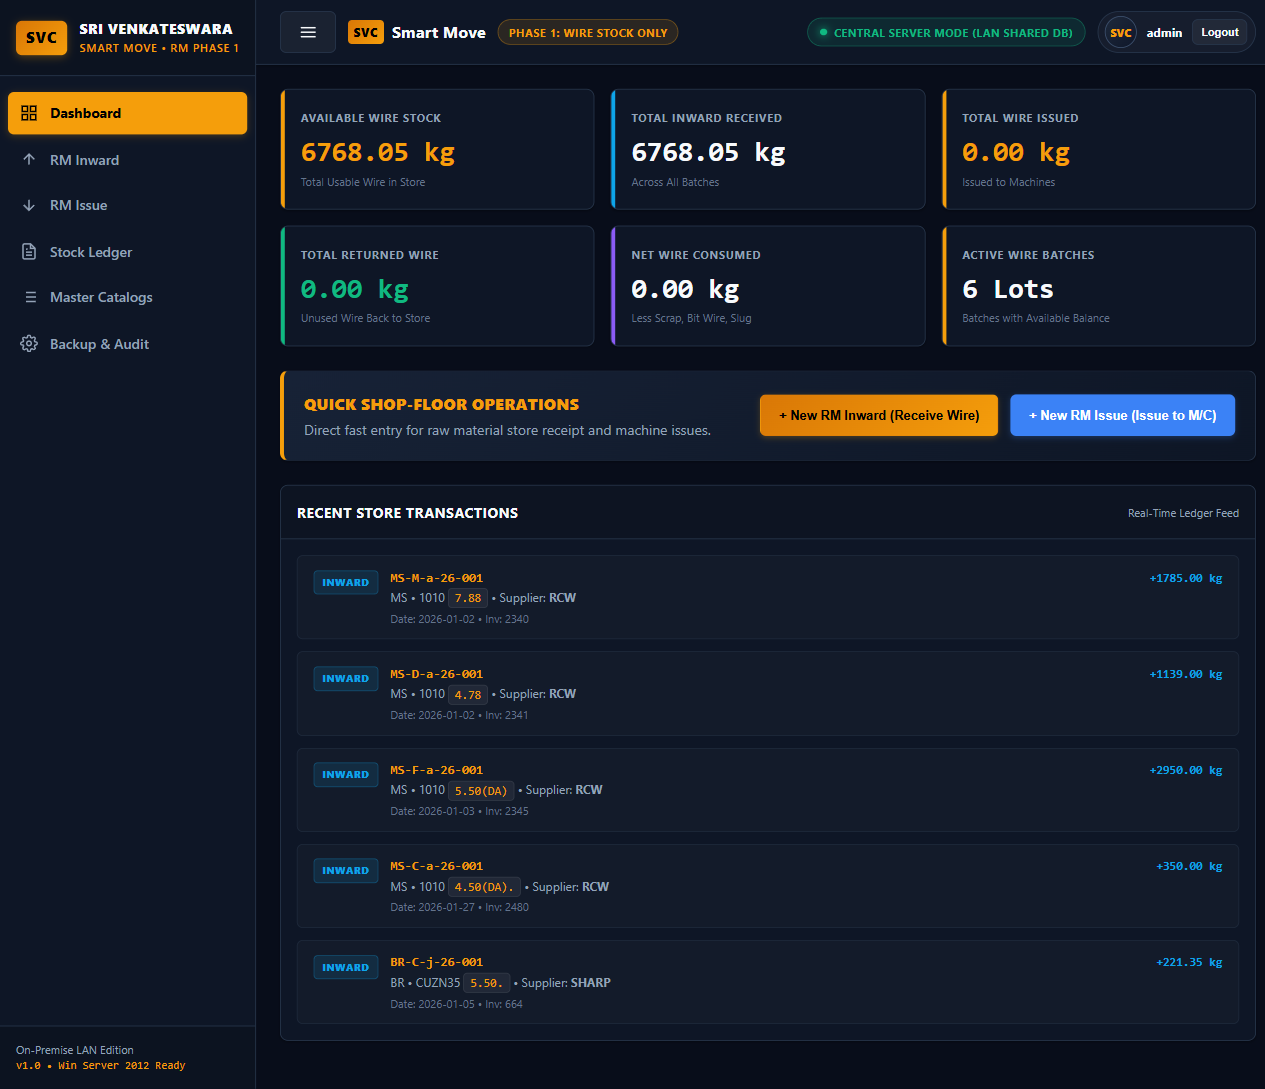 SVC
SRI VENKATESWARA
SMART MOVE • RM PHASE 1
Dashboard
RM Inward
RM Issue
Stock Ledger
Master Catalogs
Backup & Audit
On-Premise LAN Edition
v1.0 • Win Server 2012 Ready
SVC Smart Move
PHASE 1: WIRE STOCK ONLY
CENTRAL SERVER MODE (LAN SHARED DB)
SVC admin
Logout
AVAILABLE WIRE STOCK
6768.05 kg
Total Usable Wire in Store
TOTAL INWARD RECEIVED
6768.05 kg
Across All Batches
TOTAL WIRE ISSUED
0.00 kg
Issued to Machines
TOTAL RETURNED WIRE
0.00 kg
Unused Wire Back to Store
NET WIRE CONSUMED
0.00 kg
Less Scrap, Bit Wire, Slug
ACTIVE WIRE BATCHES
6 Lots
Batches with Available Balance
QUICK SHOP-FLOOR OPERATIONS
Direct fast entry for raw material store receipt and machine issues.
+ New RM Inward (Receive Wire)
+ New RM Issue (Issue to M/C)
RECENT STORE TRANSACTIONS
Real-Time Ledger Feed
INWARD
MS-M-a-26-001
MS • 1010 7.88 • Supplier: RCW
Date: 2026-01-02 • Inv: 2340
+1785.00 kg
INWARD
MS-D-a-26-001
MS • 1010 4.78 • Supplier: RCW
Date: 2026-01-02 • Inv: 2341
+1139.00 kg
INWARD
MS-F-a-26-001
MS • 1010 5.50(DA) • Supplier: RCW
Date: 2026-01-03 • Inv: 2345
+2950.00 kg
INWARD
MS-C-a-26-001
MS • 1010 4.50(DA). • Supplier: RCW
Date: 2026-01-27 • Inv: 2480
+350.00 kg
INWARD
BR-C-j-26-001
BR • CUZN35 5.50. • Supplier: SHARP
Date: 2026-01-05 • Inv: 664
+221.35 kg